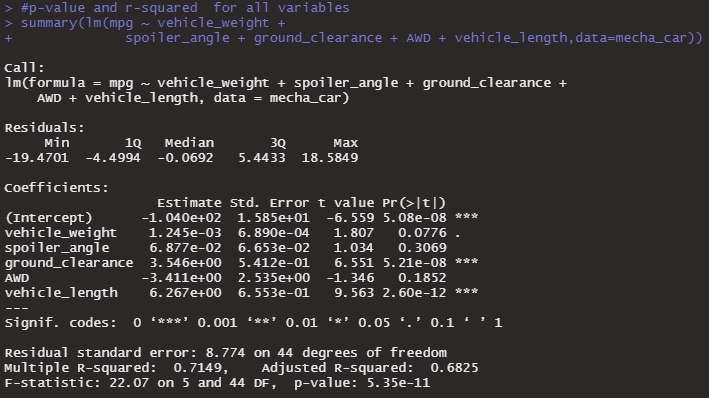 > #p-value and r-squared  for all variables
> summary(lm(mpg ~ vehicle_weight +
+              spoiler_angle + ground_clearance + AWD + vehicle_length,data=mecha_car))
Call:
lm(formula = mpg ~ vehicle_weight + spoiler_angle + ground_clearance +
    AWD + vehicle_length, data = mecha_car)
Residuals:
     Min       1Q   Median       3Q      Max
-19.4701  -4.4994  -0.0692   5.4433  18.5849
Coefficients:
                   Estimate Std. Error t value Pr(>|t|)
(Intercept)      -1.040e+02  1.585e+01  -6.559 5.08e-08 ***
vehicle_weight    1.245e-03  6.890e-04   1.807   0.0776 .
spoiler_angle     6.877e-02  6.653e-02   1.034   0.3069
ground_clearance  3.546e+00  5.412e-01   6.551 5.21e-08 ***
AWD              -3.411e+00  2.535e+00  -1.346   0.1852
vehicle_length    6.267e+00  6.553e-01   9.563 2.60e-12 ***
---
Signif. codes:  0 ‘***’ 0.001 ‘**’ 0.01 ‘*’ 0.05 ‘.’ 0.1 ‘ ’ 1
Residual standard error: 8.774 on 44 degrees of freedom
Multiple R-squared:  0.7149,    Adjusted R-squared:  0.6825
F-statistic: 22.07 on 5 and 44 DF,  p-value: 5.35e-11